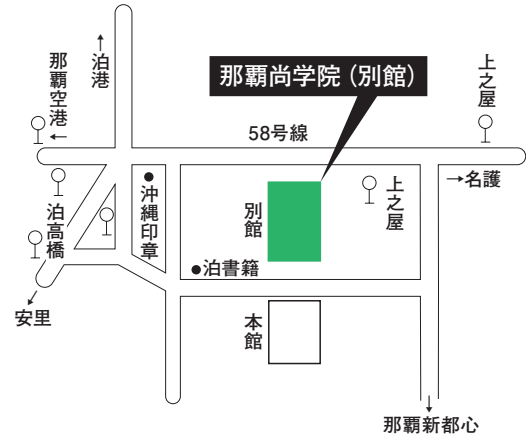 ↑泊港
那覇空港
←
那覇尚学院（別館）
上之屋
58号線
→名護
上之屋
●沖縄印章
別館
泊高橋
●泊書籍
安里
本館
那覇新都心